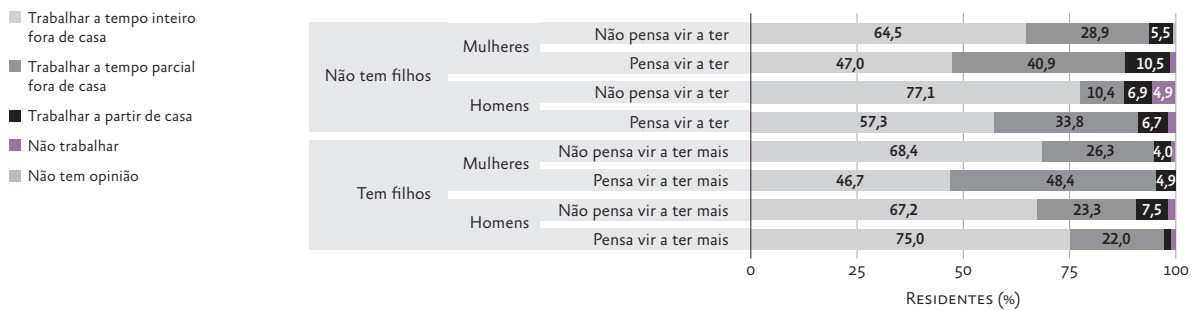 Trabalhar a tempo inteiro
fora de casa
Trabalhar a tempo parcial
fora de casa
Trabalhar a partir de casa
Não trabalhar
Não tem opinião
Não tem filhos
Mulheres
Não pensa vir a ter
64,5
28,9
5,5
Pensa vir a ter
47,0
40,9
10,5
Homens
Não pensa vir a ter
77,1
10,4
6,9
4,9
Pensa vir a ter
57,3
33,8
6,7
Tem filhos
Mulheres
Não pensa vir a ter mais
68,4
26,3
4,0
Pensa vir a ter mais
46,7
48,4
4,9
Homens
Não pensa vir a ter mais
67,2
23,3
7,5
Pensa vir a ter mais
75,0
22,0
0
25
50
75
100
Residentes (%)